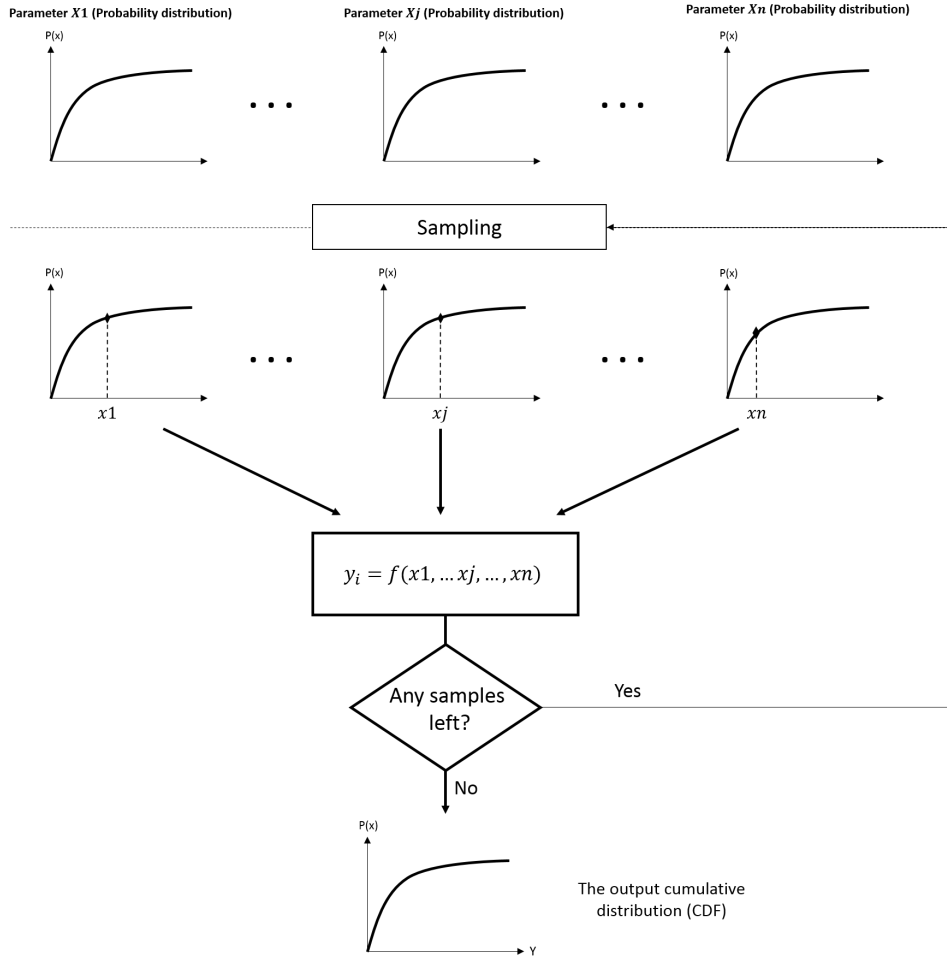 Parameter X1 (Probability distribution)
Parameter Xj (Probability distribution)
Parameter Xn (Probability distribution)
P(x)
P(x)
P(x)
Sampling
P(x)
P(x)
P(x)
x1
xj
xn
y_i = f(x1, … xj, … , xn)
Any samples
left?
Yes
No
P(x)
The output cumulative
distribution (CDF)
Y